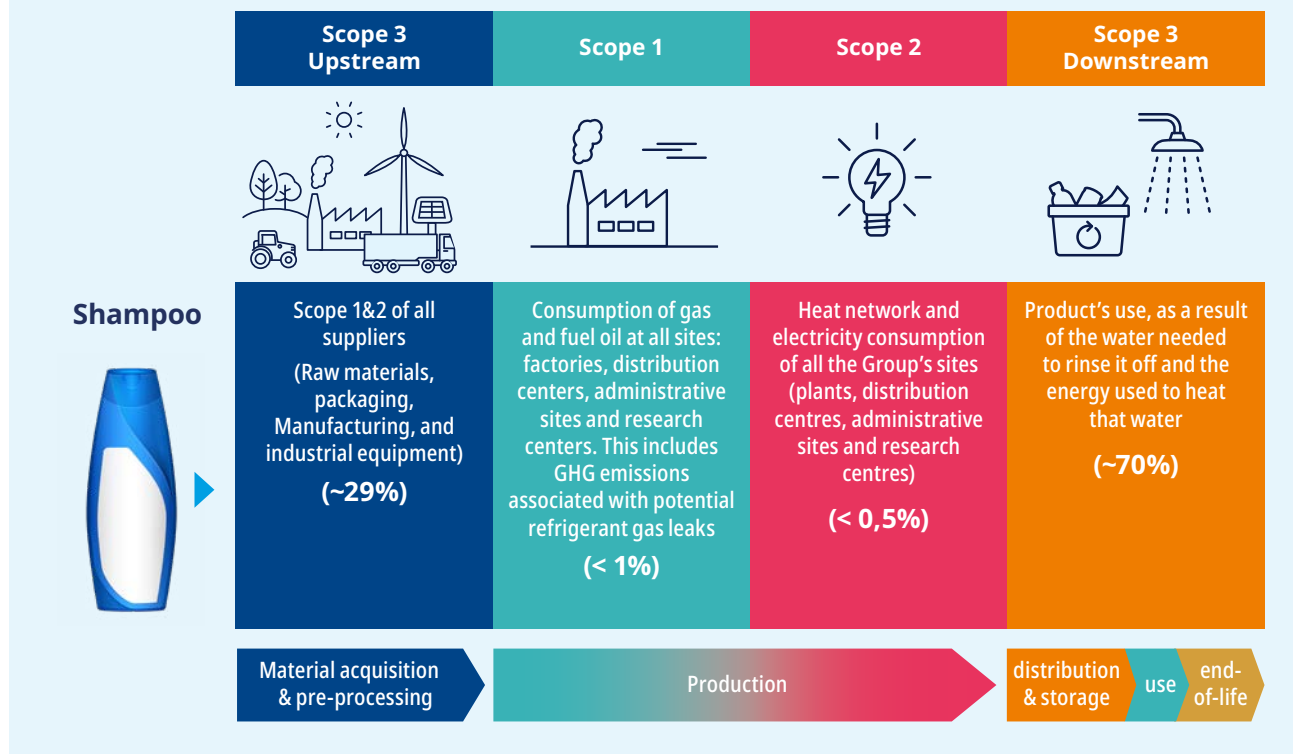 Scope 3
Upstream
Scope 1
Scope 2
Scope 3
Downstream
Shampoo
Scope 1&2 of all
suppliers
(Raw materials,
packaging,
Manufacturing, and
industrial equipment)
(~29%)
Consumption of gas
and fuel oil at all sites:
factories, distribution
centers, administrative
sites and research
centers. This includes
GHG emissions
associated with potential
refrigerant gas leaks
(< 1%)
Heat network and
electricity consumption
of all the Group's sites
(plants, distribution
centres, administrative
sites and research
centres)
(< 0,5%)
Product's use, as a result
of the water needed
to rinse it off and the
energy used to heat
that water
(~70%)
Material acquisition
& pre-processing
Production
distribution
& storage
use
end-
of-life